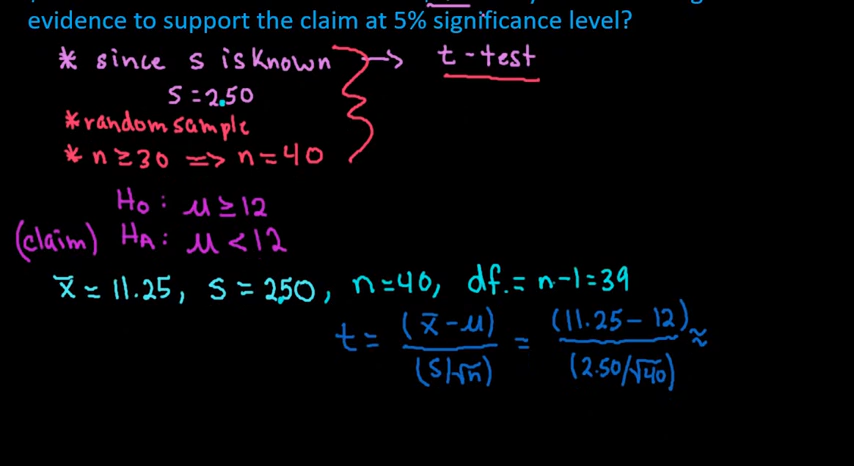 evidence to support the claim at 5% significance level?
* since s is known → t-test
S = 2.50
* random sample
* n ≥ 30 => n = 40
H₀ : μ ≥ 12
(claim) Hₐ : μ < 12
x̄ = 11.25, S = 2.50, n = 40, df. = n-1 = 39
t = (x̄ - μ) / (S/√n) = (11.25 - 12) / (2.50/√40) ≈